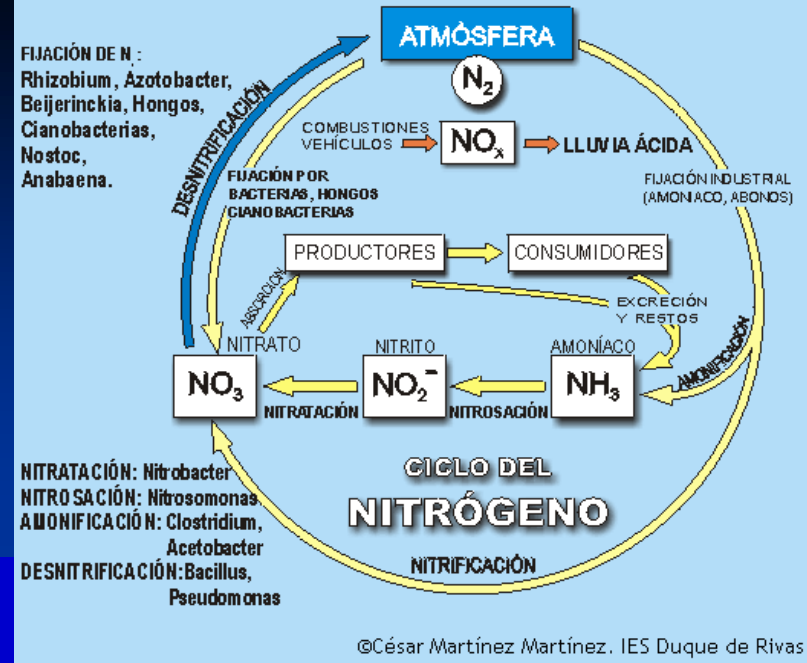 ATMÓSFERA
N₂
FIJACIÓN DE N :
Rhizobium, Azotobacter,
Beijerinckia, Hongos,
Cianobacterias,
Nostoc,
Anabaena.
DESNITRIFICACIÓN
COMBUSTIONES
VEHÍCULOS
NOₓ
LLUVIA ÁCIDA
FIJACIÓN POR
BACTERIAS, HONGOS
CIANOBACTERIAS
FIJACIÓN INDUSTRIAL
(AMONIACO, ABONOS)
PRODUCTORES
CONSUMIDORES
ABSORCIÓN
EXCRECIÓN
Y RESTOS
AMONIFICACIÓN
NITRATO
NO₃
NITRITO
NO₂⁻
AMONÍACO
NH₃
NITRATACIÓN
NITROSACIÓN
NITRATACIÓN: Nitrobacter
NITROSACIÓN: Nitrosomonas
AMONIFICACIÓN: Clostridium,
Acetobacter
DESNITRIFICACIÓN:Bacillus,
Pseudomonas
CICLO DEL
NITRÓGENO
NITRIFICACIÓN
©César Martínez Martínez. IES Duque de Rivas